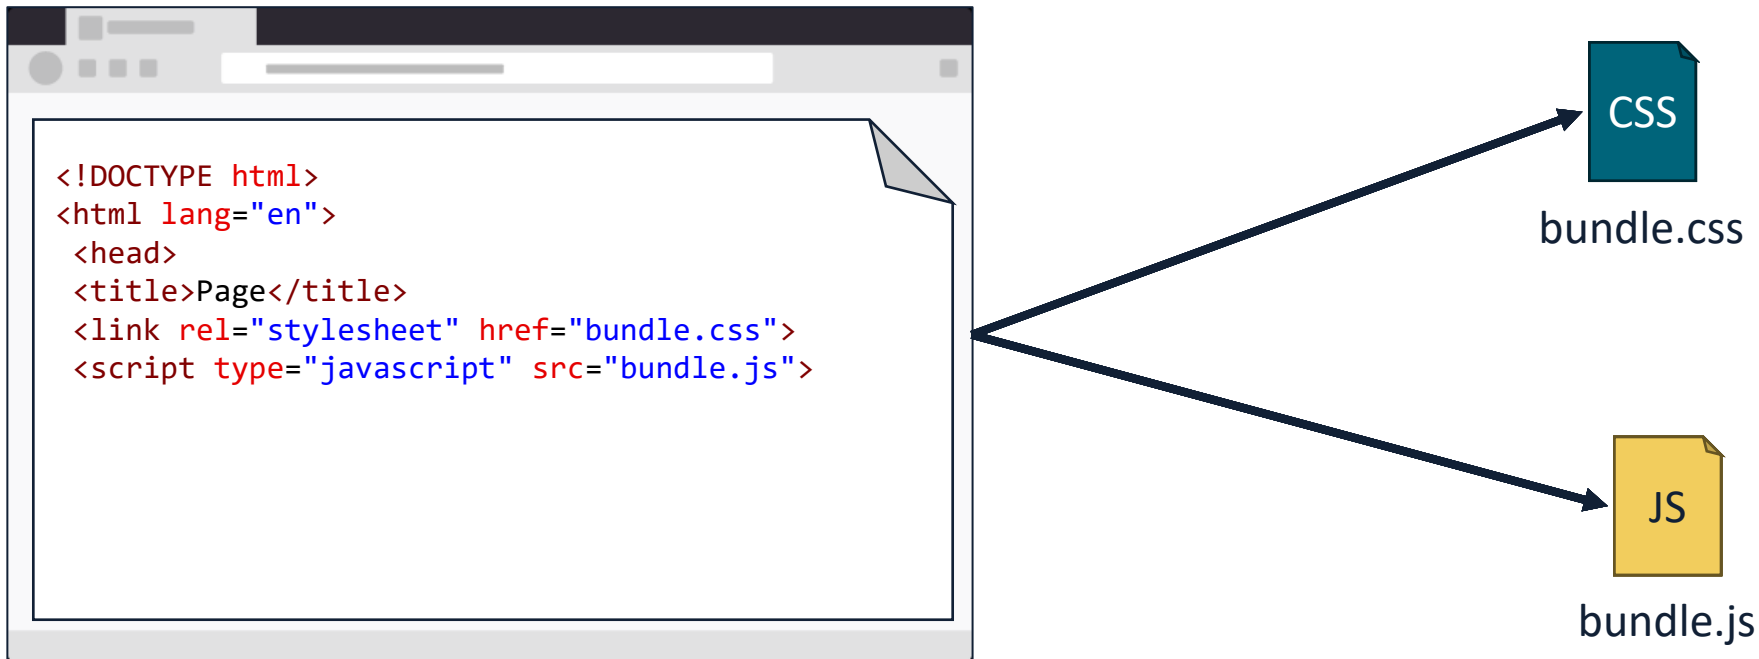 <!DOCTYPE html>
<html lang="en">
<head>
<title>Page</title>
<link rel="stylesheet" href="bundle.css">
<script type="javascript" src="bundle.js">
CSS
bundle.css
JS
bundle.js